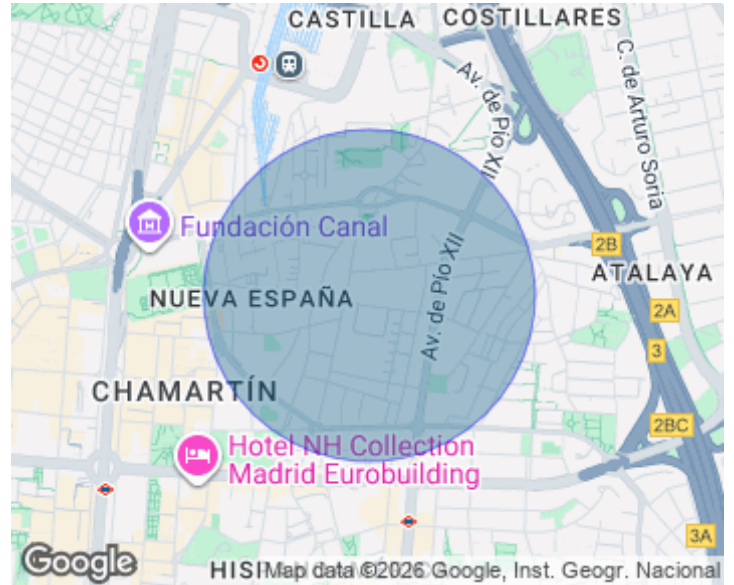 CASTILLA
COSTILLARES
Av. de Pío XII
C. de Arturo Soria
Fundación Canal
2B
ATALAYA
NUEVA ESPAÑA
Av. de Pío XII
2A
3
CHAMARTÍN
2BC
Hotel NH Collection
Madrid Eurobuilding
3A
Google
HISP
Map data ©2026 Google, Inst. Geogr. Nacional